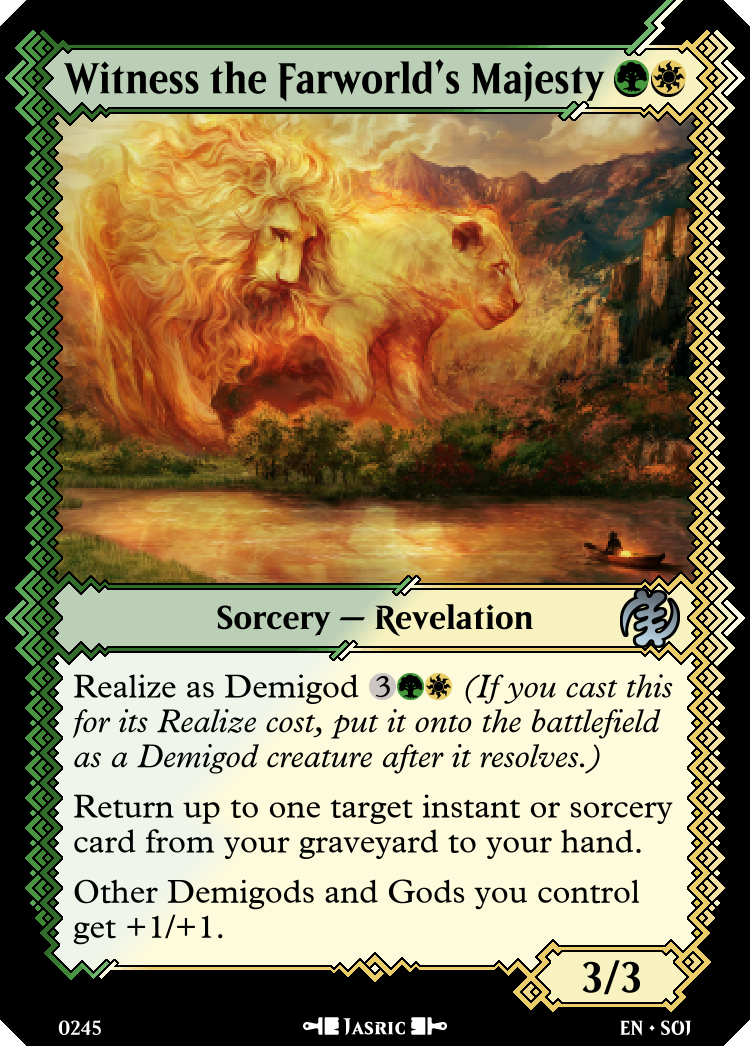 Witness the Farworld's Majesty
Sorcery — Revelation
Realize as Demigod 3 (If you cast this
for its Realize cost, put it onto the battlefield
as a Demigod creature after it resolves.)
Return up to one target instant or sorcery
card from your graveyard to your hand.
Other Demigods and Gods you control
get +1/+1.
3/3
0245
Jasric
EN • SOI